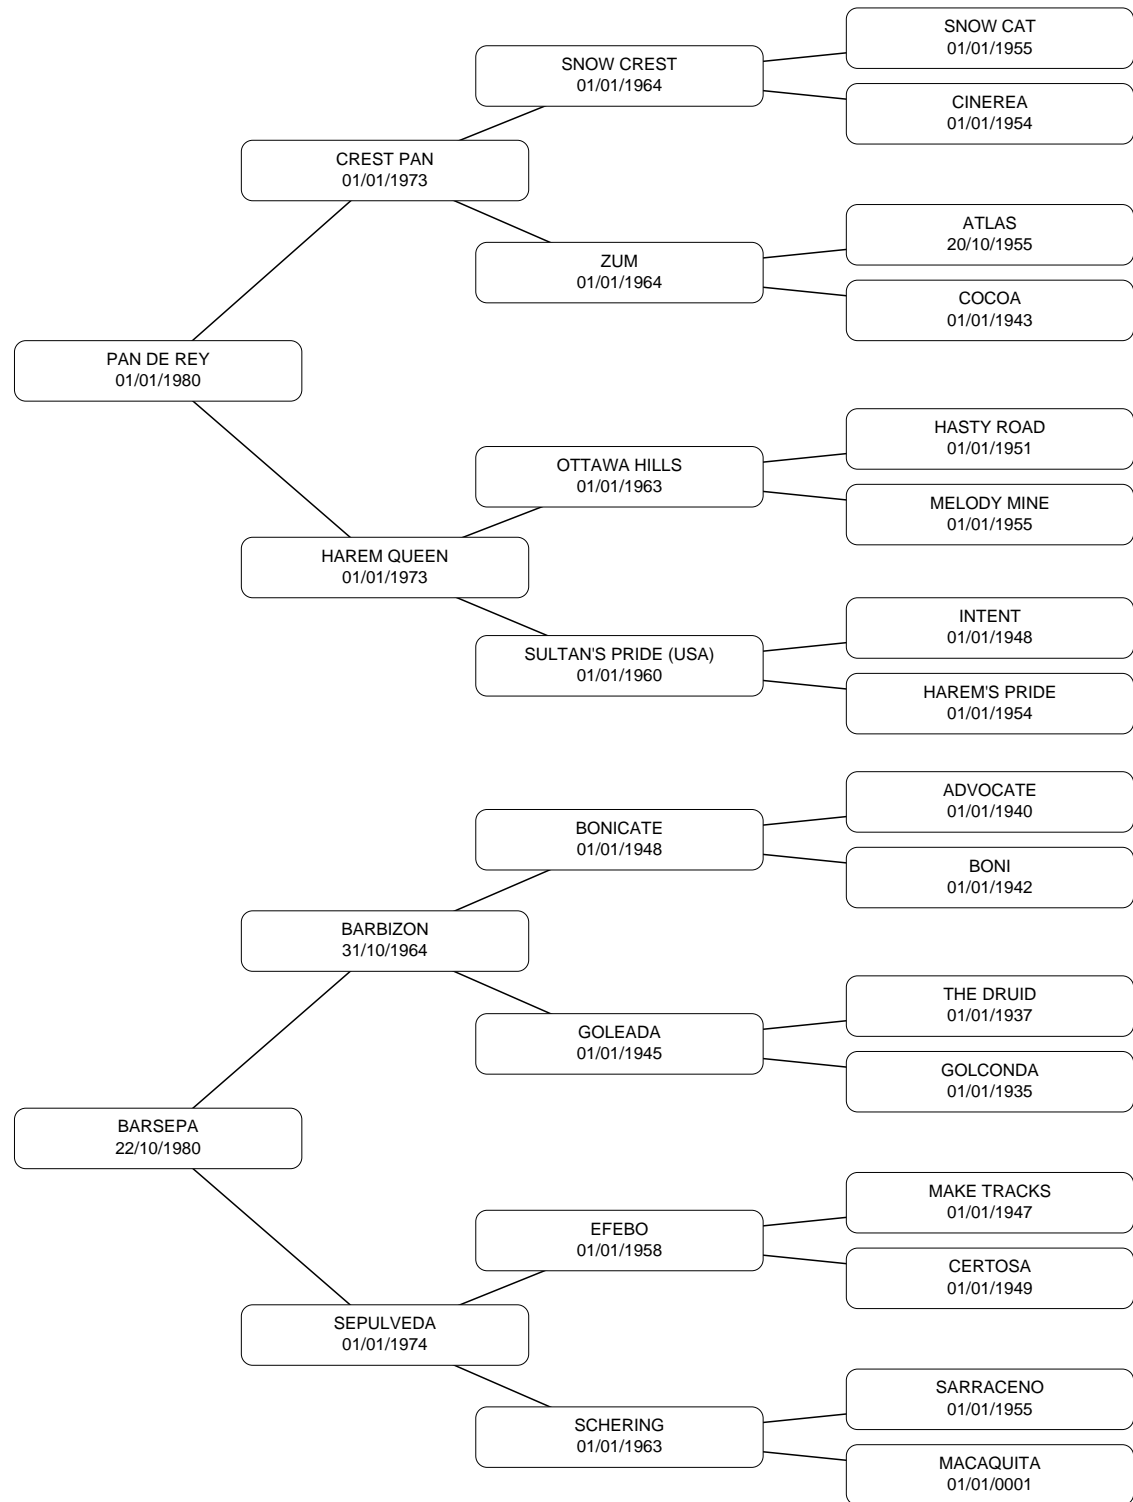 SNOW CAT
01/01/1955
SNOW CREST
01/01/1964
CINEREA
01/01/1954
CREST PAN
01/01/1973
ATLAS
20/10/1955
ZUM
01/01/1964
COCOA
01/01/1943
PAN DE REY
01/01/1980
HASTY ROAD
01/01/1951
OTTAWA HILLS
01/01/1963
MELODY MINE
01/01/1955
HAREM QUEEN
01/01/1973
INTENT
01/01/1948
SULTAN'S PRIDE (USA)
01/01/1960
HAREM'S PRIDE
01/01/1954
ADVOCATE
01/01/1940
BONICATE
01/01/1948
BONI
01/01/1942
BARBIZON
31/10/1964
THE DRUID
01/01/1937
GOLEADA
01/01/1945
GOLCONDA
01/01/1935
BARSEPA
22/10/1980
MAKE TRACKS
01/01/1947
EFEBO
01/01/1958
CERTOSA
01/01/1949
SEPULVEDA
01/01/1974
SARRACENO
01/01/1955
SCHERING
01/01/1963
MACAQUITA
01/01/0001